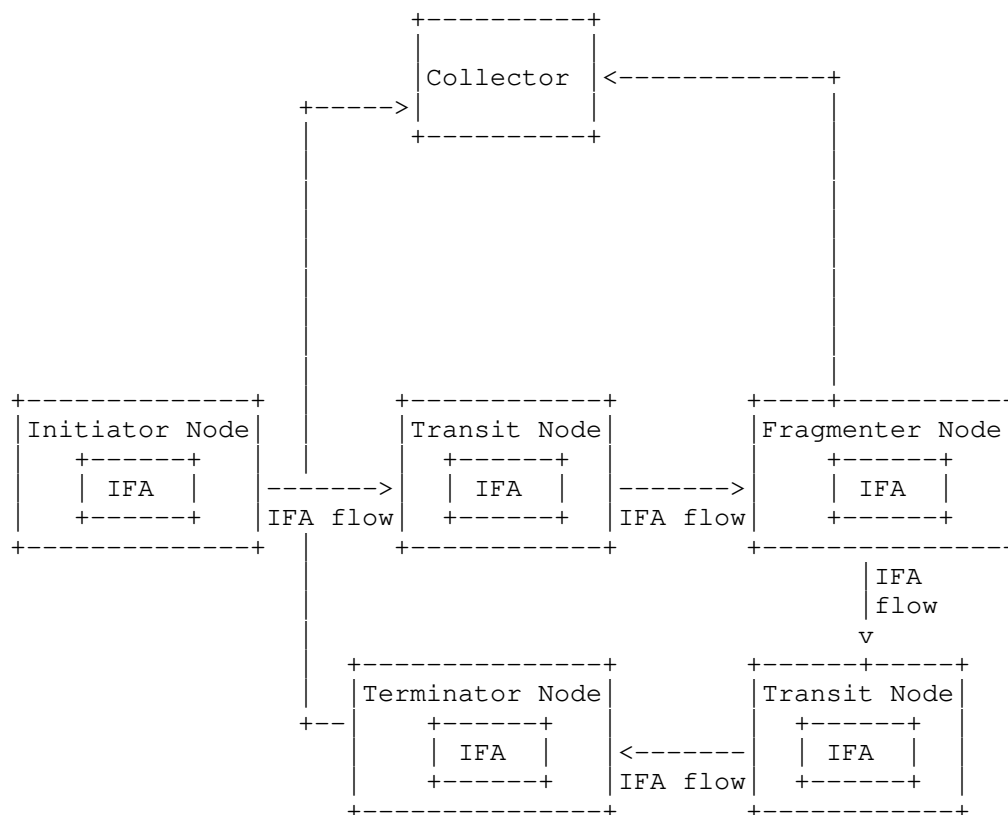 Collector
Initiator Node
Transit Node
Fragmenter Node
IFA
IFA
IFA
IFA flow
IFA flow
IFA
flow
Terminator Node
Transit Node
IFA
IFA
IFA flow